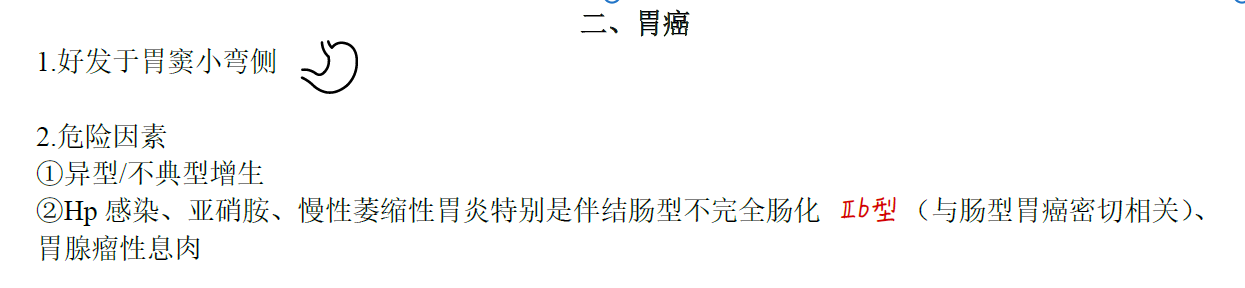 二、胃癌
1.好发于胃窦小弯侧
2.危险因素
①异型/不典型增生
②Hp 感染、亚硝胺、慢性萎缩性胃炎特别是伴结肠型不完全肠化 Ⅱb型（与肠型胃癌密切相关）、
胃腺瘤性息肉